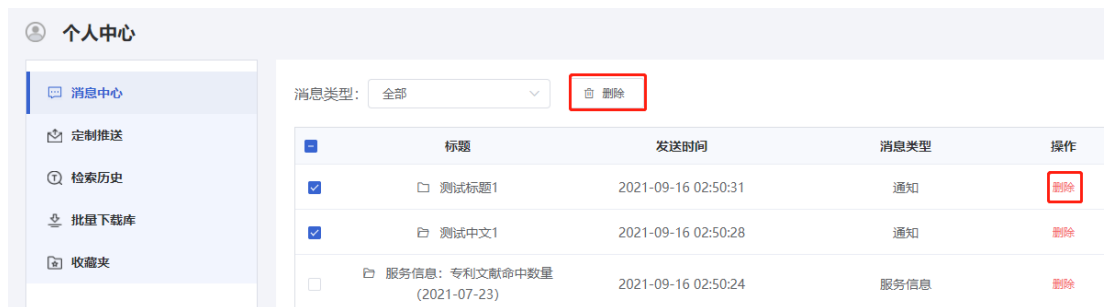 个人中心
消息中心
定制推送
检索历史
批量下载库
收藏夹
消息类型： 全部 删除
标题 发送时间 消息类型 操作
测试标题1 2021-09-16 02:50:31 通知 删除
测试中文1 2021-09-16 02:50:28 通知 删除
服务信息：专利文献命中数量
(2021-07-23) 2021-09-16 02:50:24 服务信息 删除